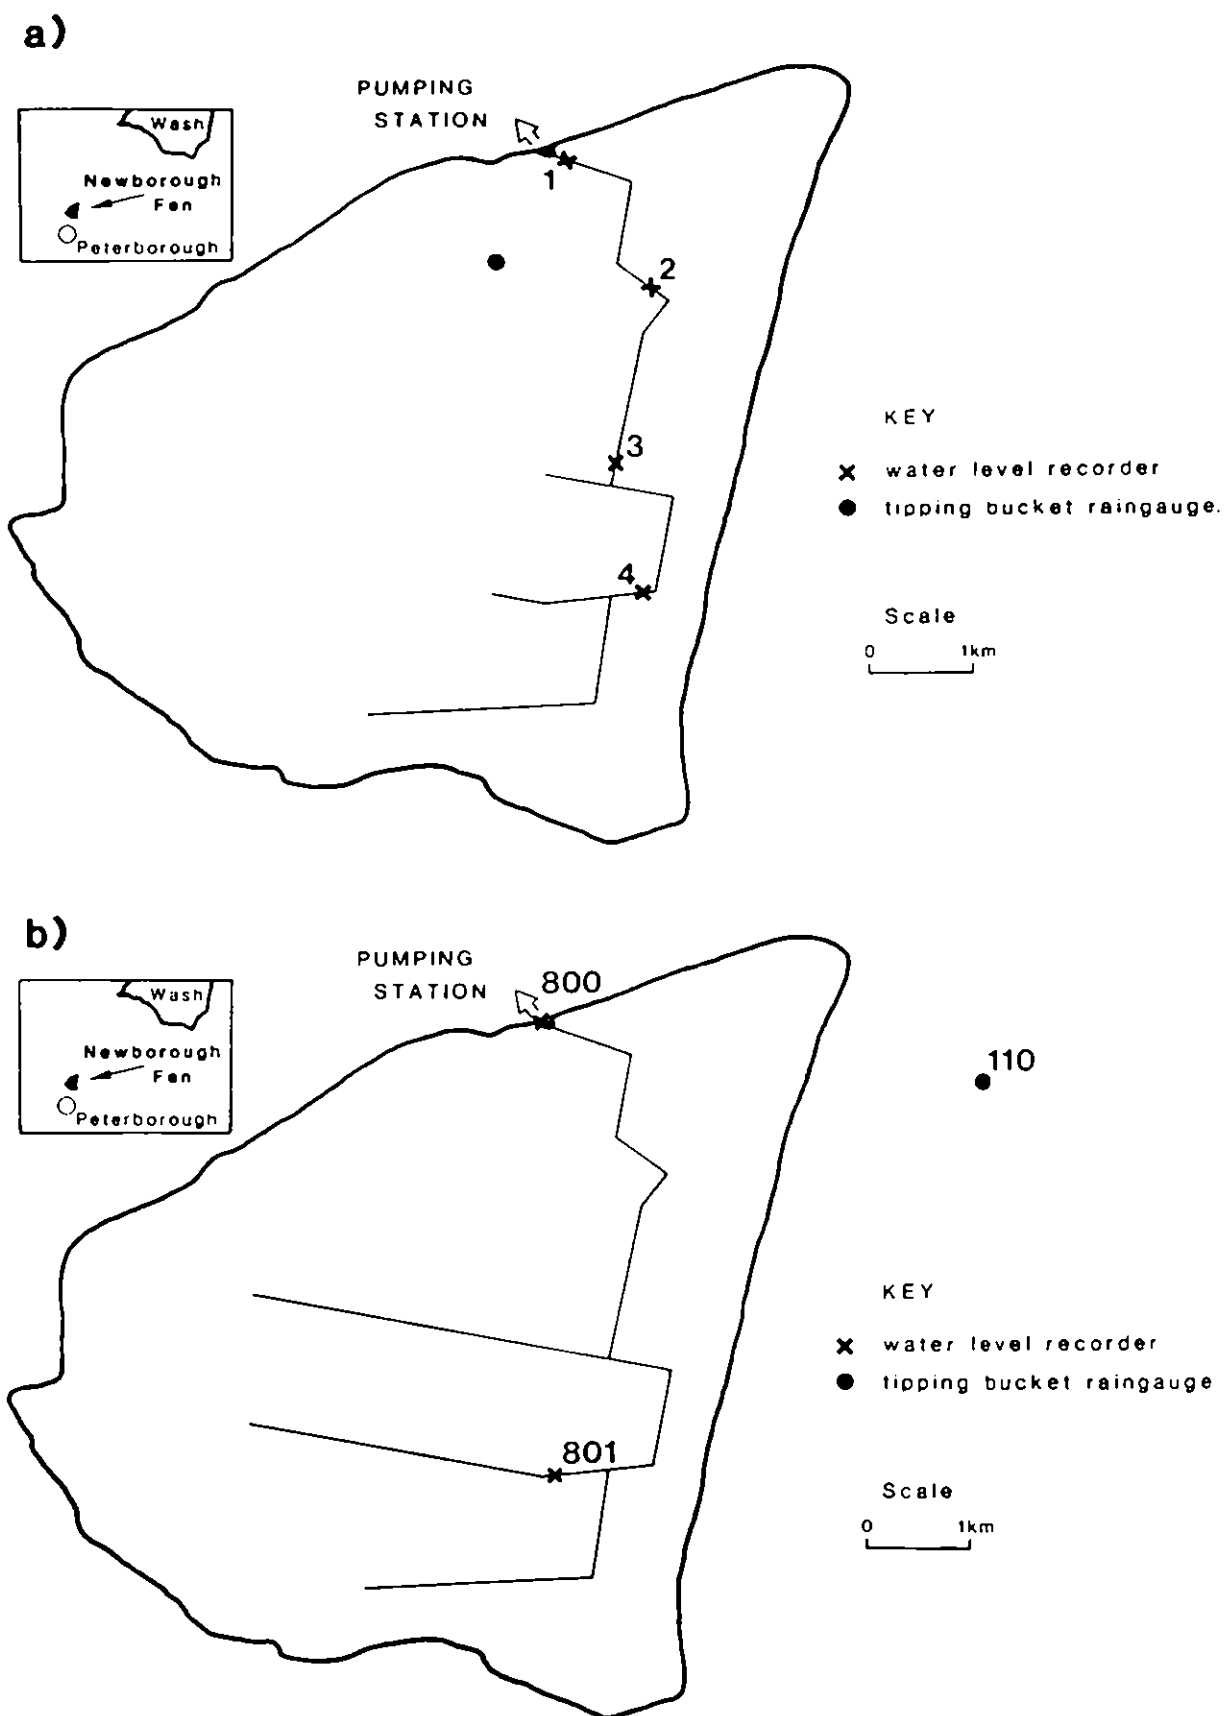 a)
PUMPING
STATION
Wash
Newborough
Fen
Peterborough
1
2
3
4
KEY
water level recorder
tipping bucket raingauge.
Scale
0 1km
b)
PUMPING
STATION
800
Wash
Newborough
Fen
Peterborough
110
801
KEY
water level recorder
tipping bucket raingauge
Scale
0 1km